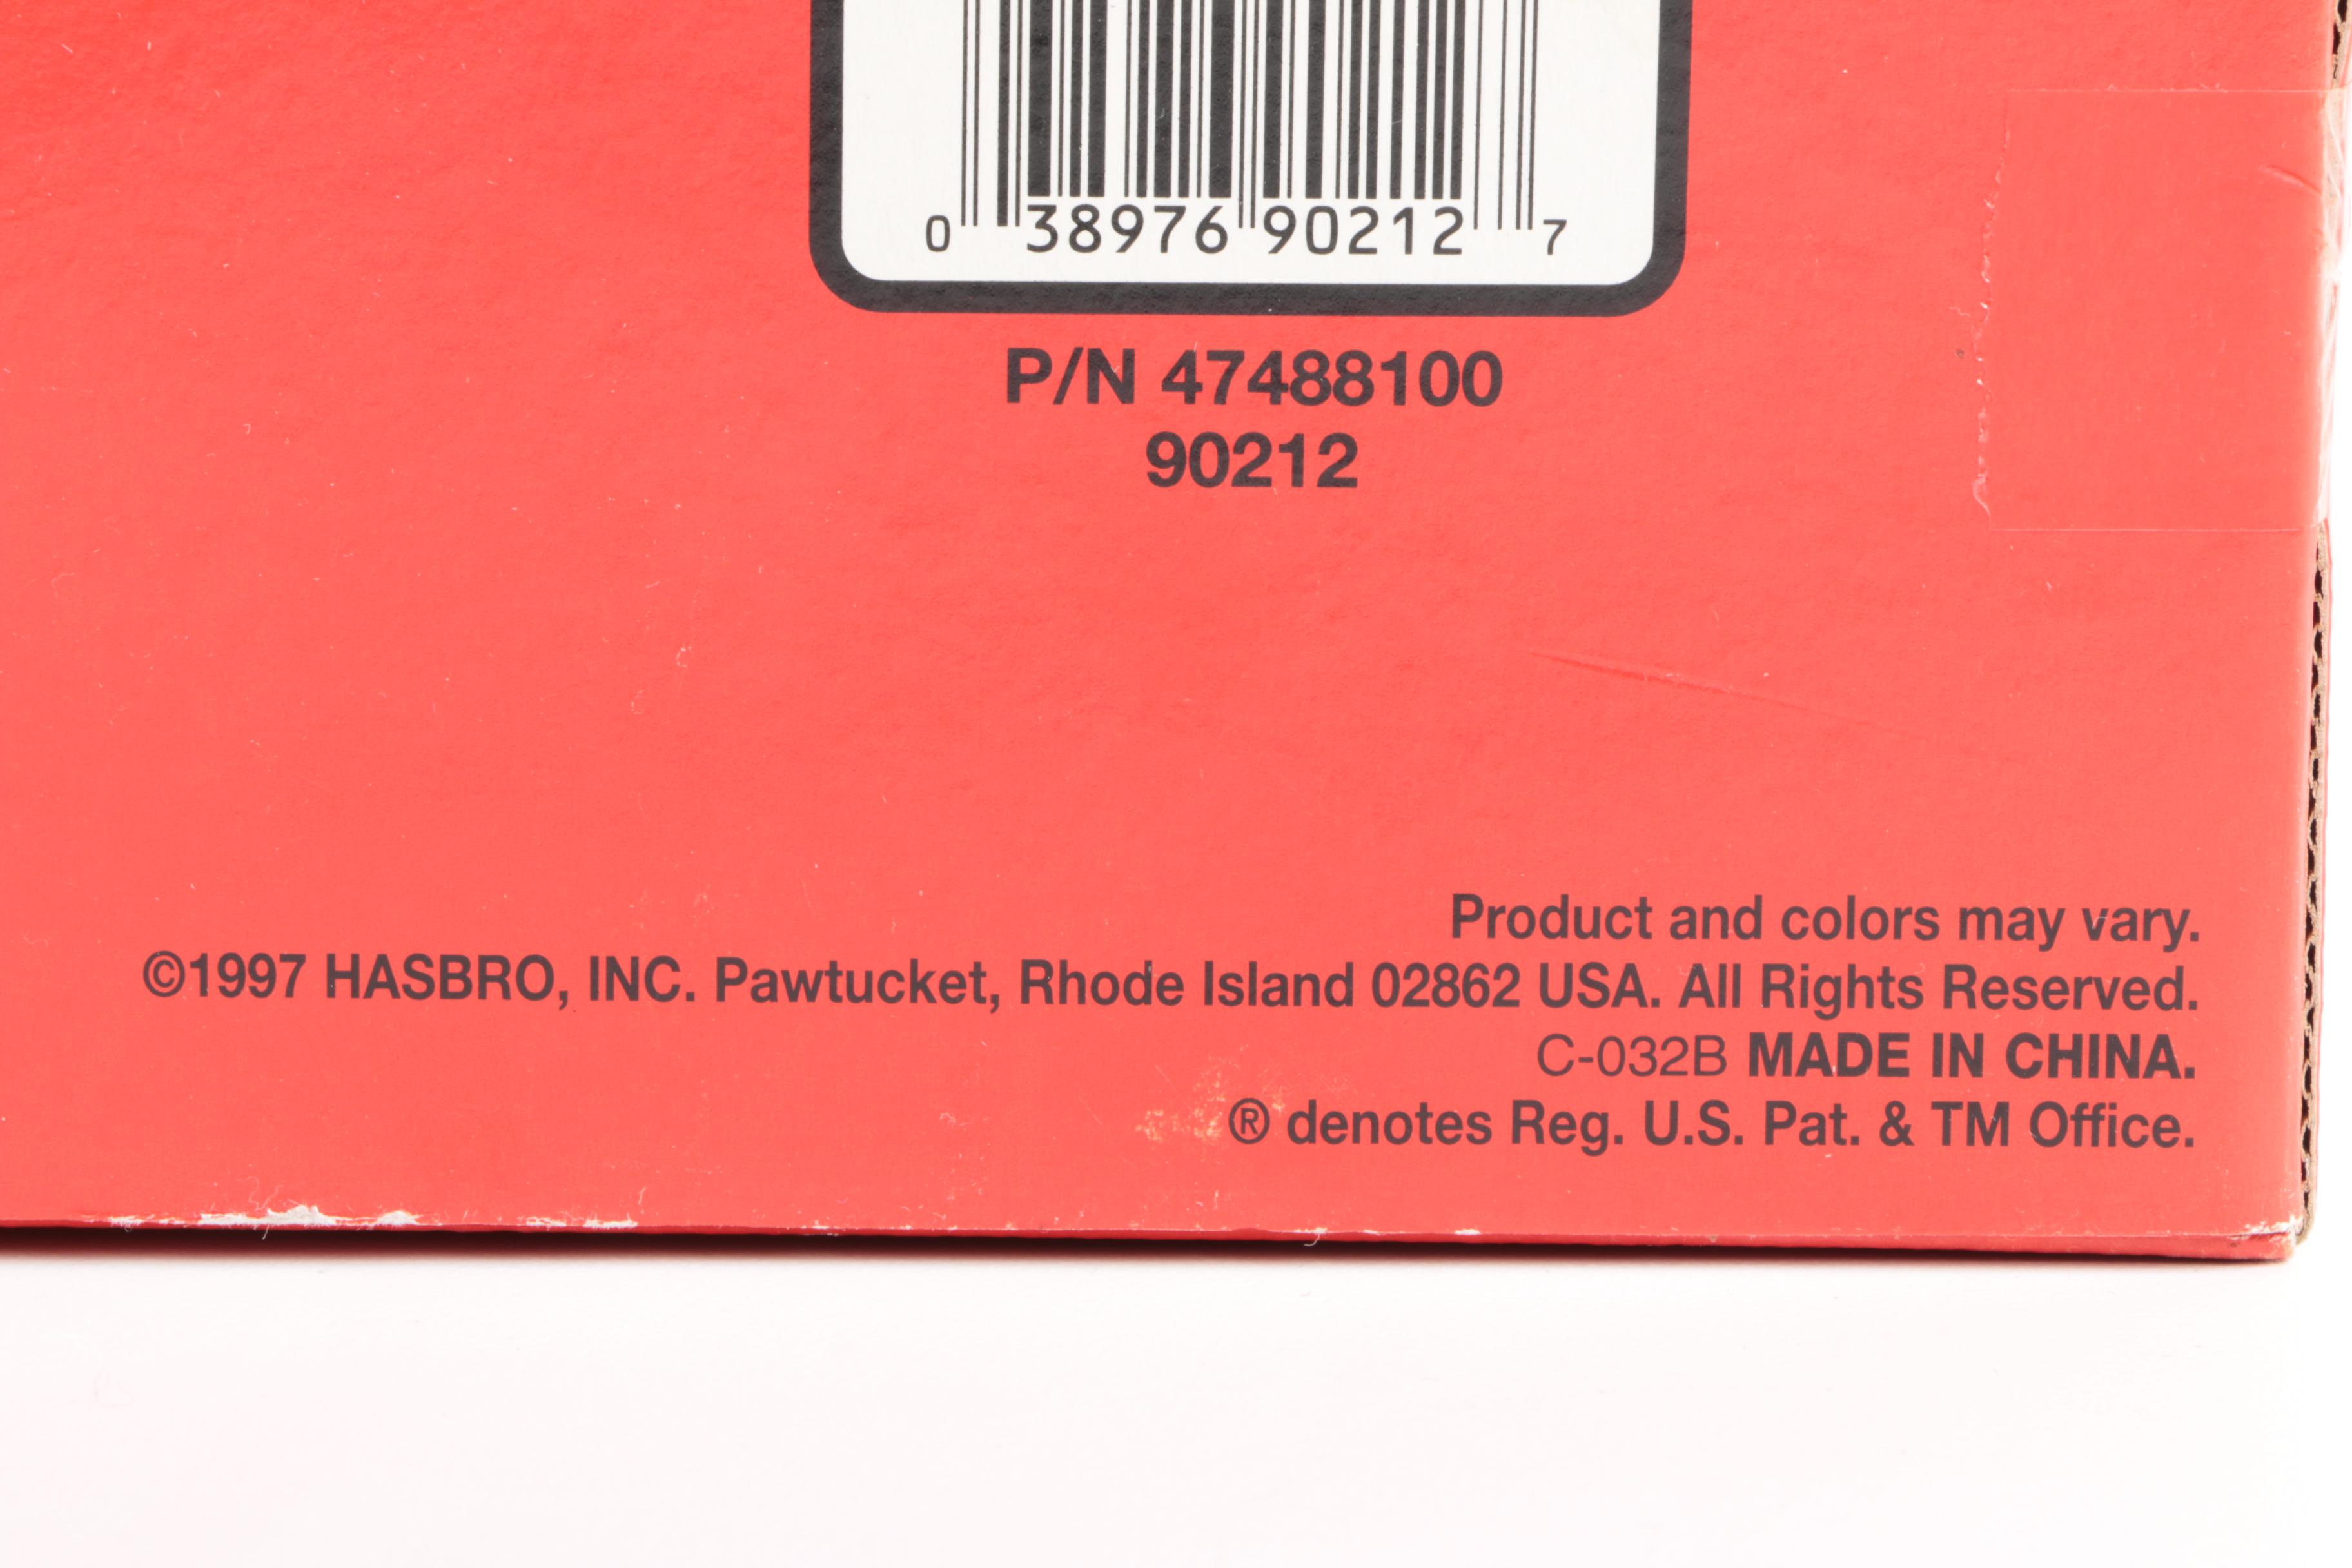 0 38976 90212 7
P/N 47488100
90212
Product and colors may vary.
©1997 HASBRO, INC. Pawtucket, Rhode Island 02862 USA. All Rights Reserved.
C-032B MADE IN CHINA.
® denotes Reg. U.S. Pat. & TM Office.